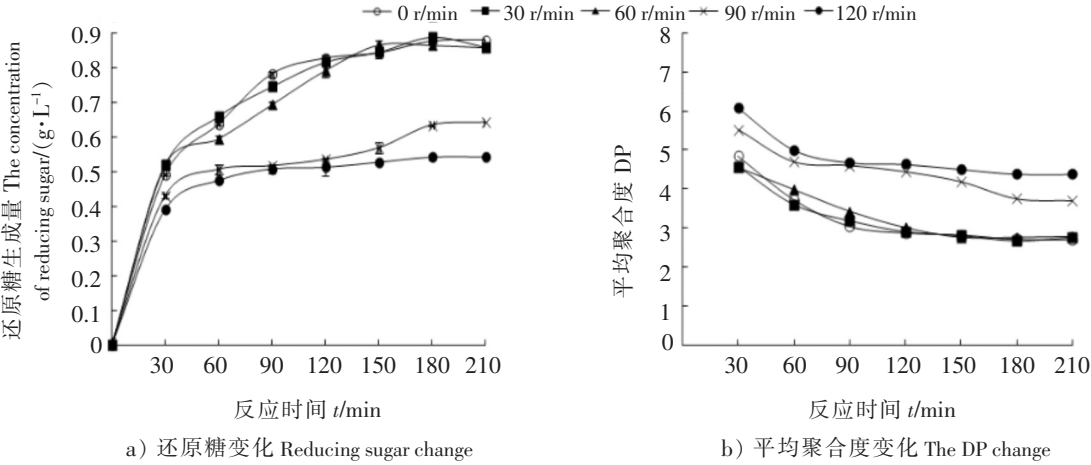 0 r/min 30 r/min 60 r/min 90 r/min 120 r/min
还原糖生成量 The concentration
of reducing sugar/(g·L⁻¹)
0.9
0.8
0.7
0.6
0.5
0.4
0.3
0.2
0.1
0
30 60 90 120 150 180 210
反应时间 t/min
a) 还原糖变化 Reducing sugar change
平均聚合度 DP
8
7
6
5
4
3
2
1
0
30 60 90 120 150 180 210
反应时间 t/min
b) 平均聚合度变化 The DP change